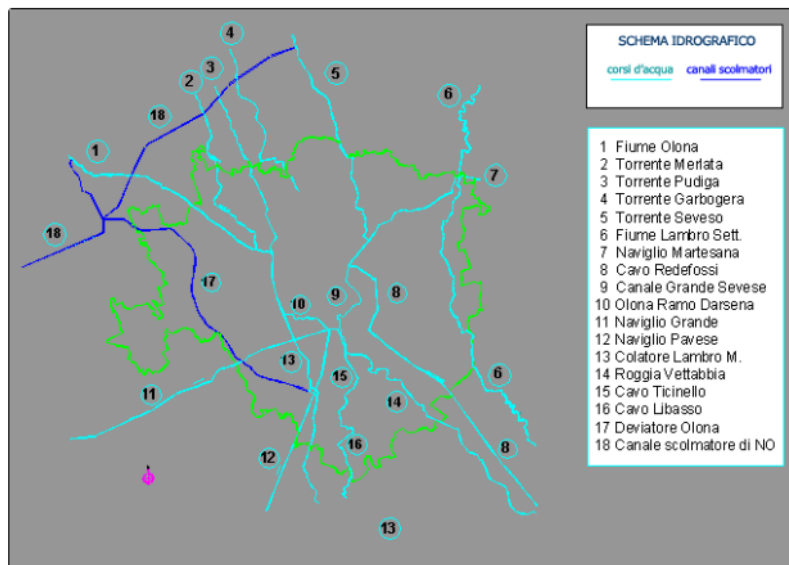 SCHEMA IDROGRAFICO
corsi d'acqua canali scolmatori
4
3
2
5
6
18
1
7
18
17
9
8
10
13
15
11
14
6
16
12
8
13
1 Fiume Olona
2 Torrente Merlata
3 Torrente Pudiga
4 Torrente Garbogera
5 Torrente Seveso
6 Fiume Lambro Sett.
7 Naviglio Martesana
8 Cavo Redefossi
9 Canale Grande Sevese
10 Olona Ramo Darsena
11 Naviglio Grande
12 Naviglio Pavese
13 Colatore Lambro M.
14 Roggia Vettabbia
15 Cavo Ticinello
16 Cavo Libasso
17 Deviatore Olona
18 Canale scolmatore di NO